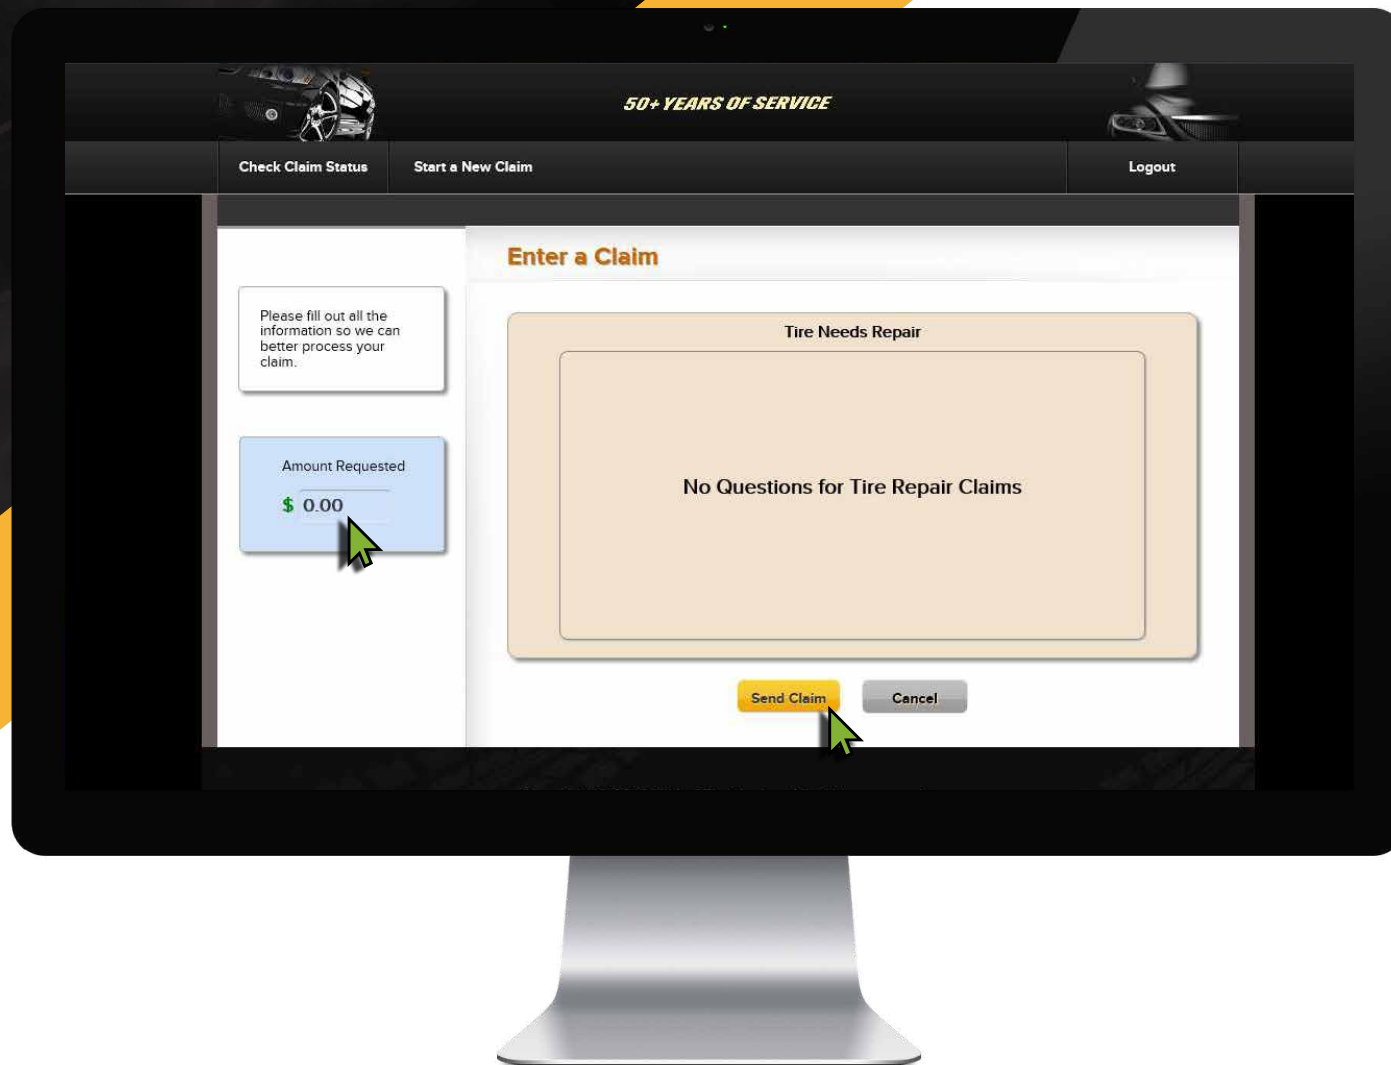 50+ YEARS OF SERVICE
Check Claim Status
Start a New Claim
Logout
Enter a Claim
Please fill out all the
information so we can
better process your
claim.
Amount Requested
$ 0.00
Tire Needs Repair
No Questions for Tire Repair Claims
Send Claim
Cancel